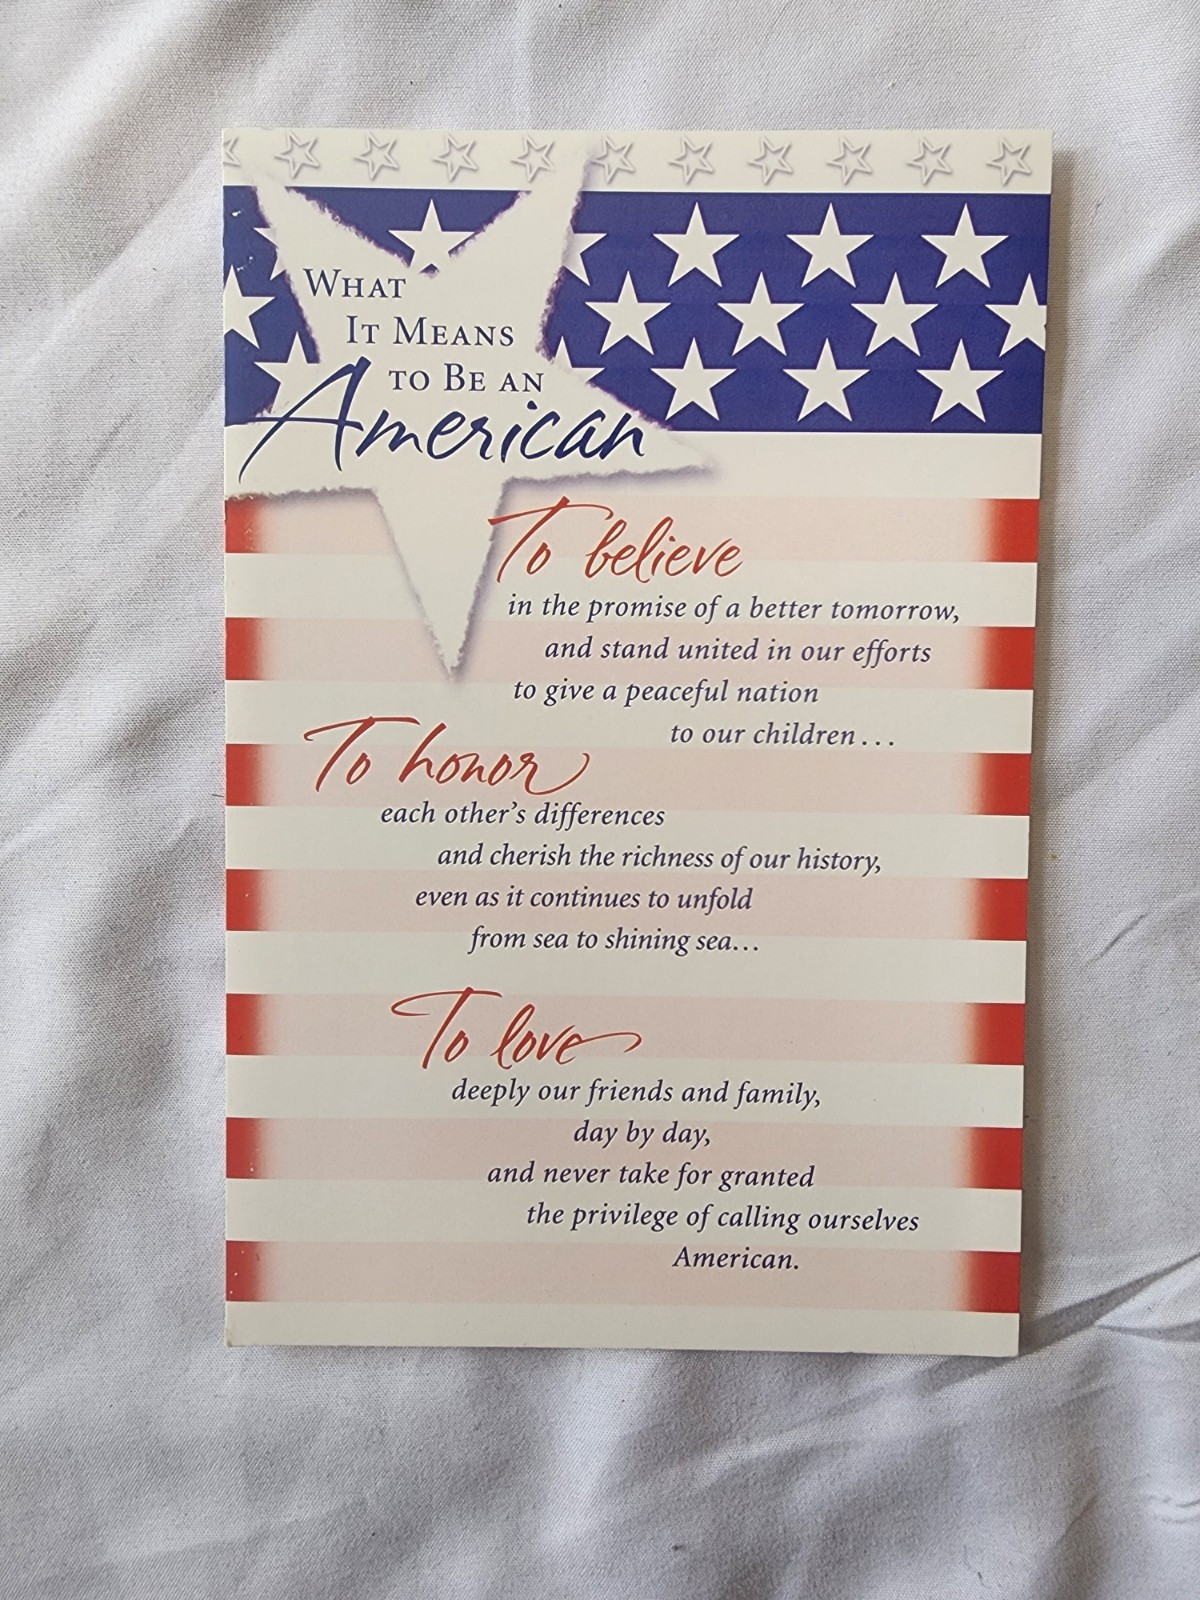 What
It Means
to Be an
American
To believe
in the promise of a better tomorrow,
and stand united in our efforts
to give a peaceful nation
to our children...
To honor
each other's differences
and cherish the richness of our history,
even as it continues to unfold
from sea to shining sea...
To love
deeply our friends and family,
day by day,
and never take for granted
the privilege of calling ourselves
American.